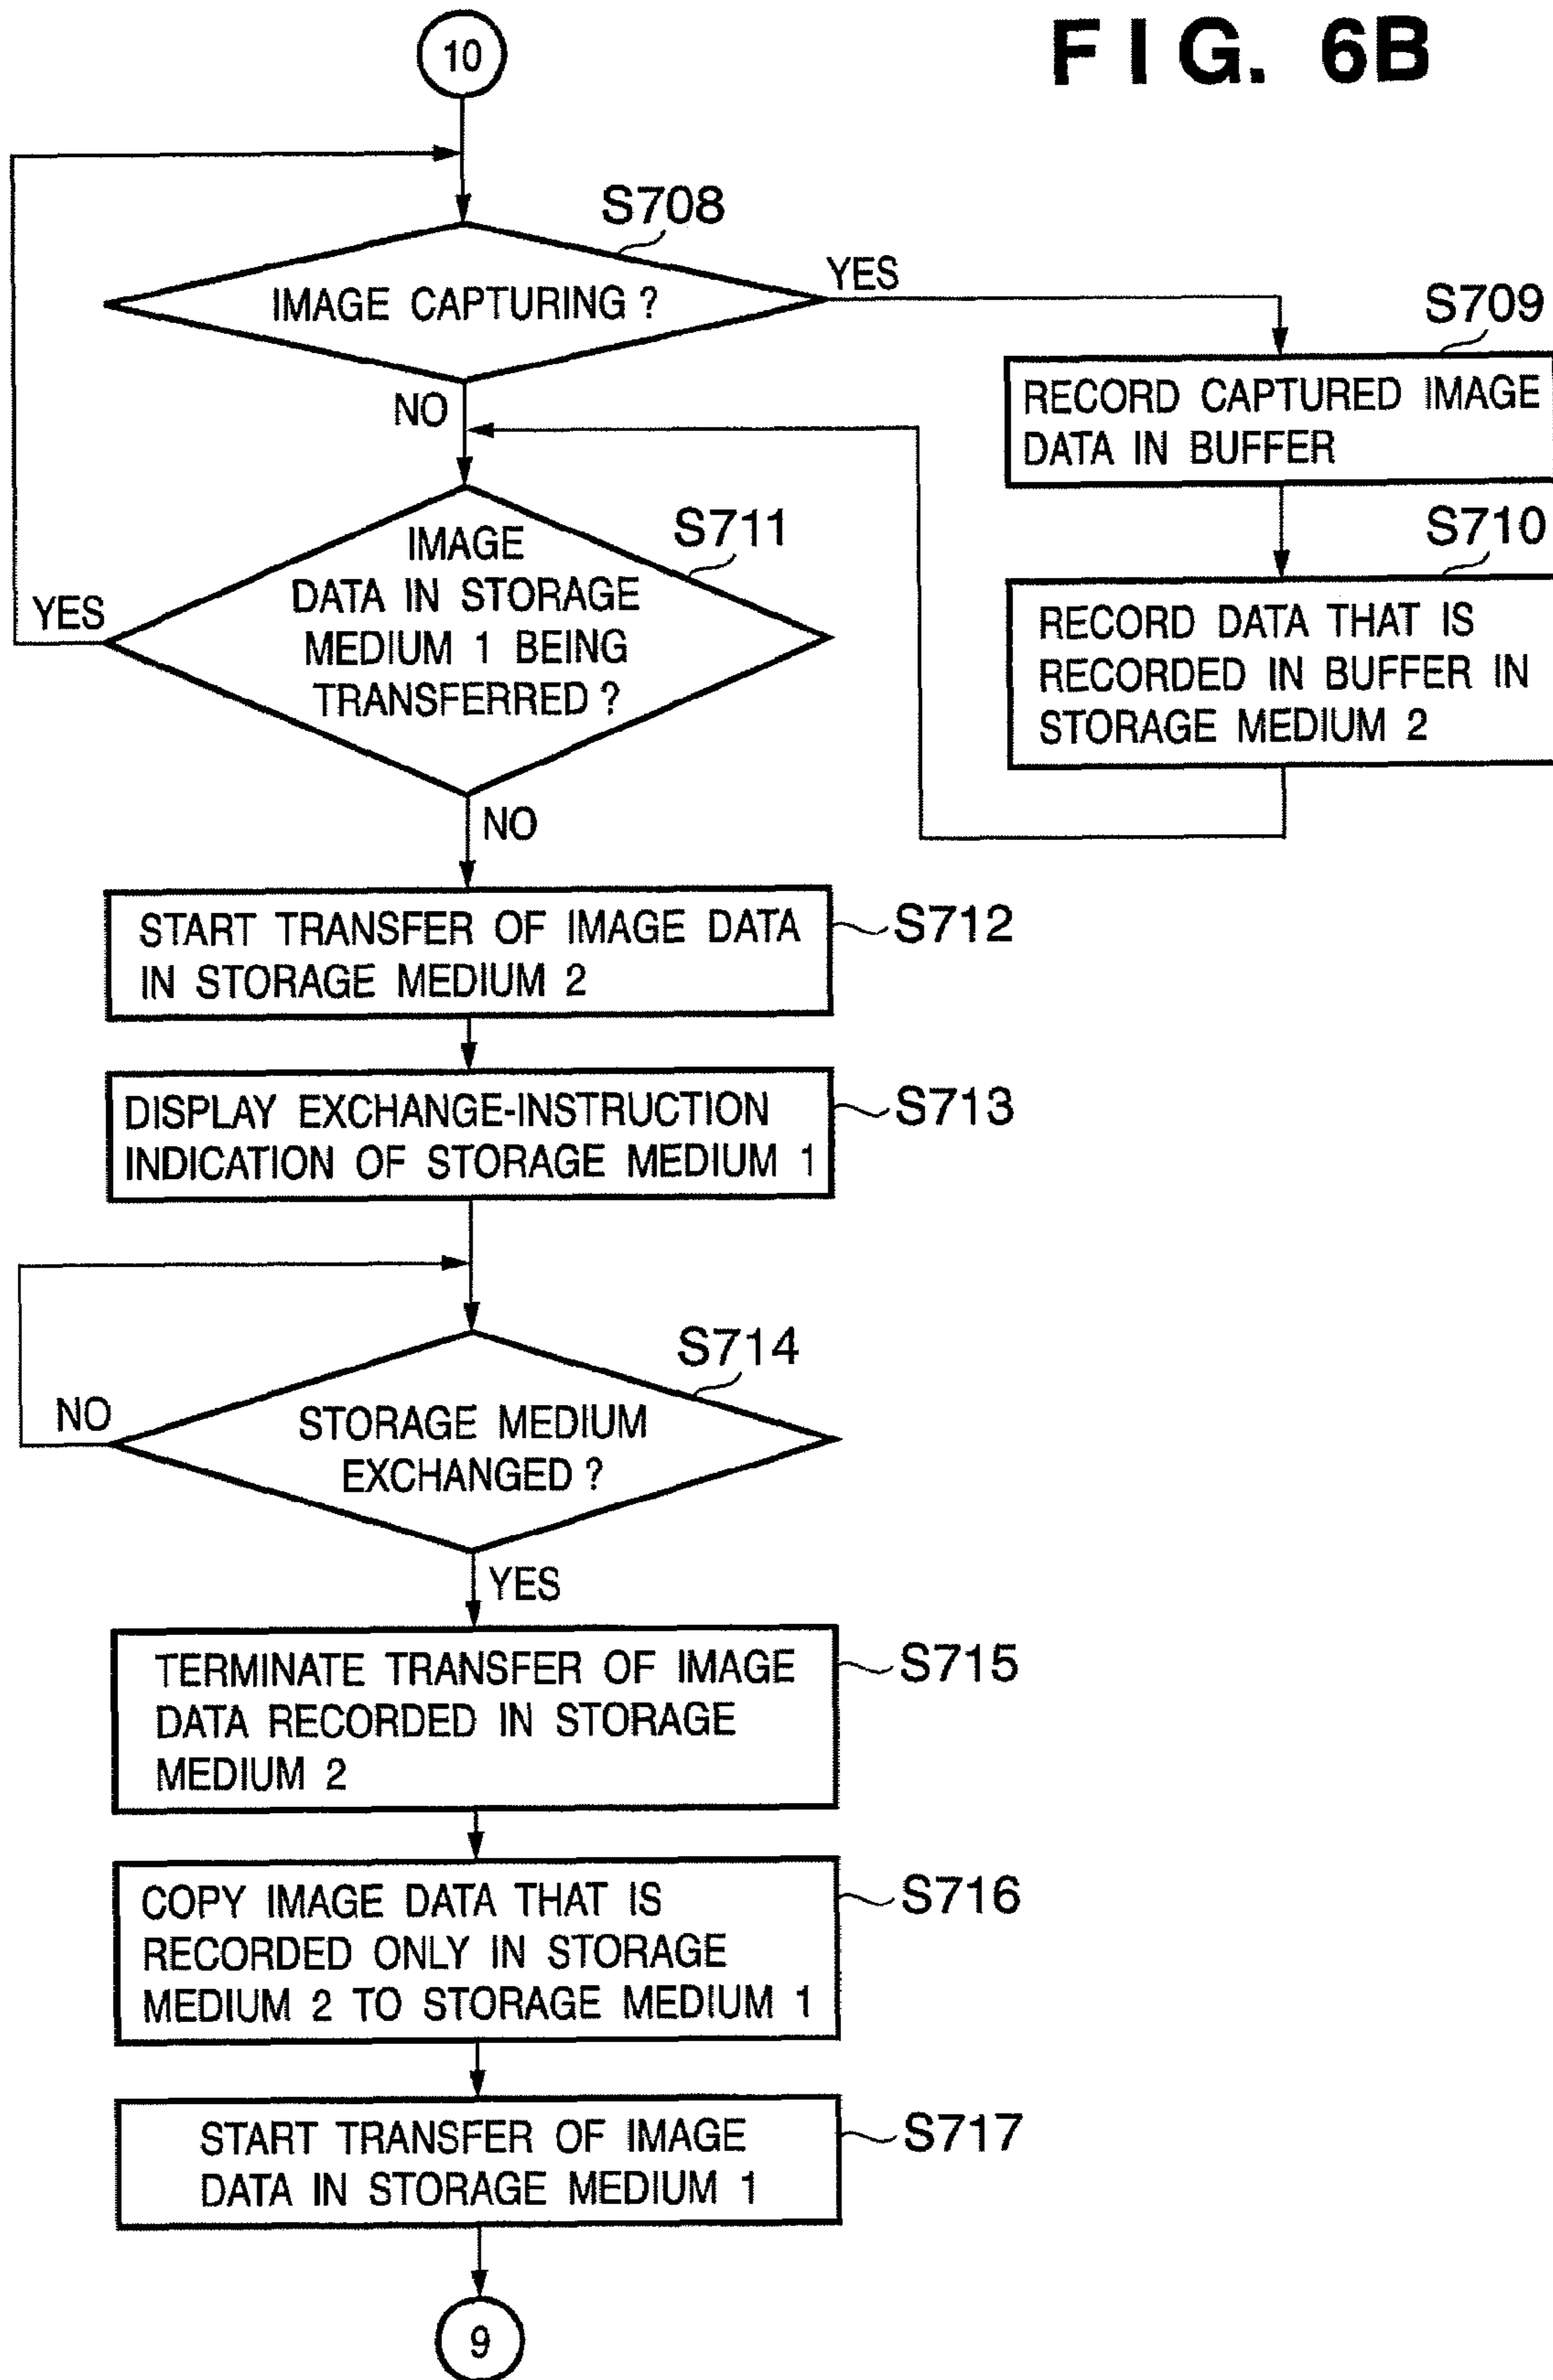 FIG. 6B
10
S708
IMAGE CAPTURING ?
YES
NO
S709
RECORD CAPTURED IMAGE
DATA IN BUFFER
S710
RECORD DATA THAT IS
RECORDED IN BUFFER IN
STORAGE MEDIUM 2
S711
IMAGE
DATA IN STORAGE
MEDIUM 1 BEING
TRANSFERRED ?
YES
NO
START TRANSFER OF IMAGE DATA
IN STORAGE MEDIUM 2
S712
DISPLAY EXCHANGE-INSTRUCTION
INDICATION OF STORAGE MEDIUM 1
S713
S714
STORAGE MEDIUM
EXCHANGED ?
NO
YES
TERMINATE TRANSFER OF IMAGE
DATA RECORDED IN STORAGE
MEDIUM 2
S715
COPY IMAGE DATA THAT IS
RECORDED ONLY IN STORAGE
MEDIUM 2 TO STORAGE MEDIUM 1
S716
START TRANSFER OF IMAGE
DATA IN STORAGE MEDIUM 1
S717
9